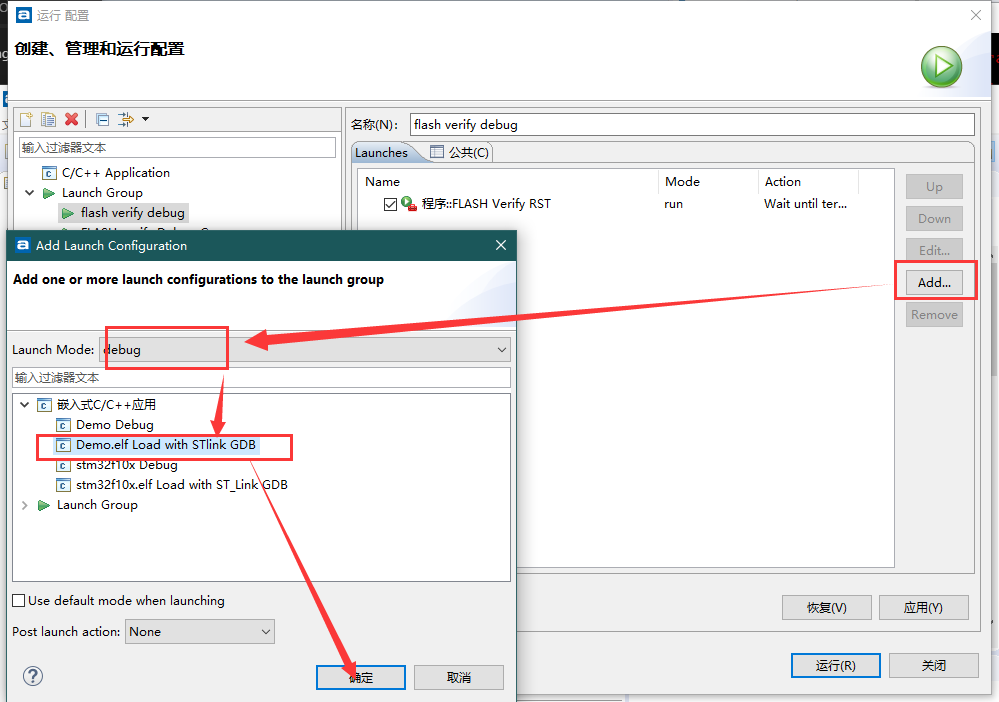 运行 配置
创建、管理和运行配置
输入过滤器文本
C/C++ Application
Launch Group
flash verify debug
名称(N):
flash verify debug
Launches
公共(C)
Name Mode Action
程序::FLASH Verify RST run Wait until ter...
Up
Down
Edit...
Add...
Remove
Add Launch Configuration
Add one or more launch configurations to the launch group
Launch Mode: debug
输入过滤器文本
嵌入式C/C++应用
Demo Debug
Demo.elf Load with STlink GDB
stm32f10x Debug
stm32f10x.elf Load with ST_Link GDB
Launch Group
Use default mode when launching
Post launch action: None
确定
取消
恢复(V)
应用(Y)
运行(R)
关闭